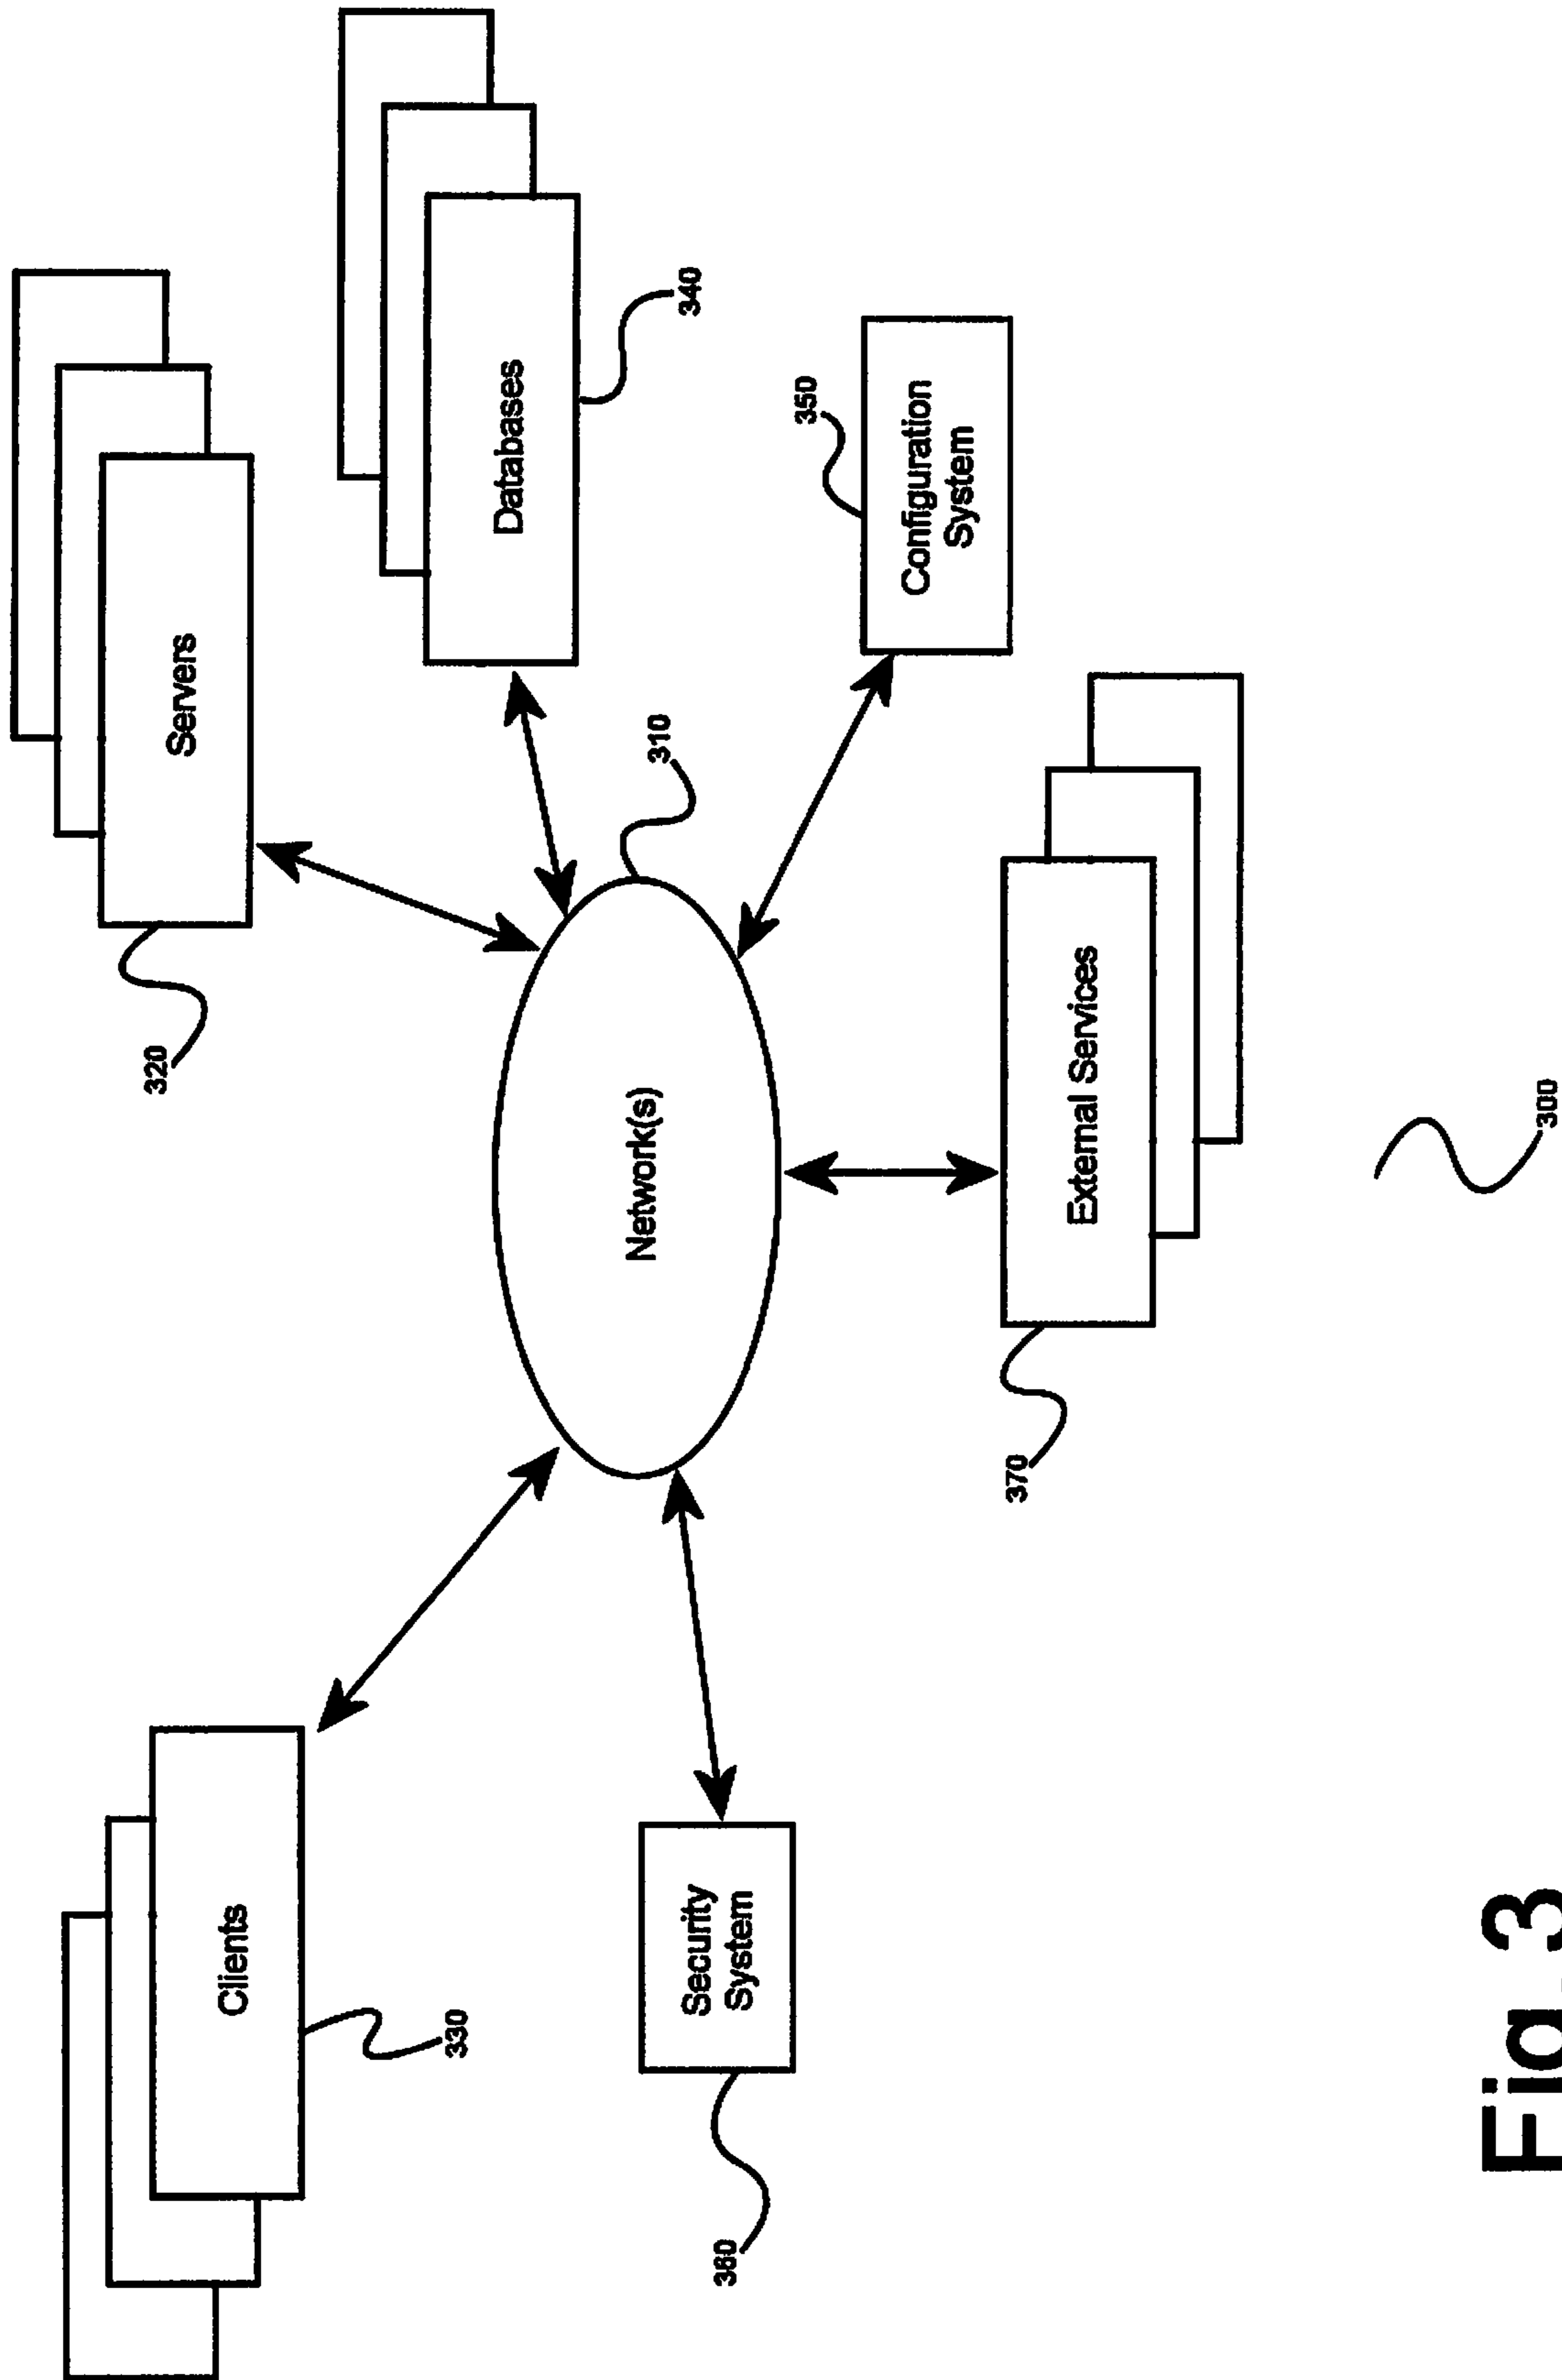 320
Servers
Clients
330
Databases
Network(s)
310
340
Security
System
360
350
Configuration
System
370
External Services
300
Fig. 3